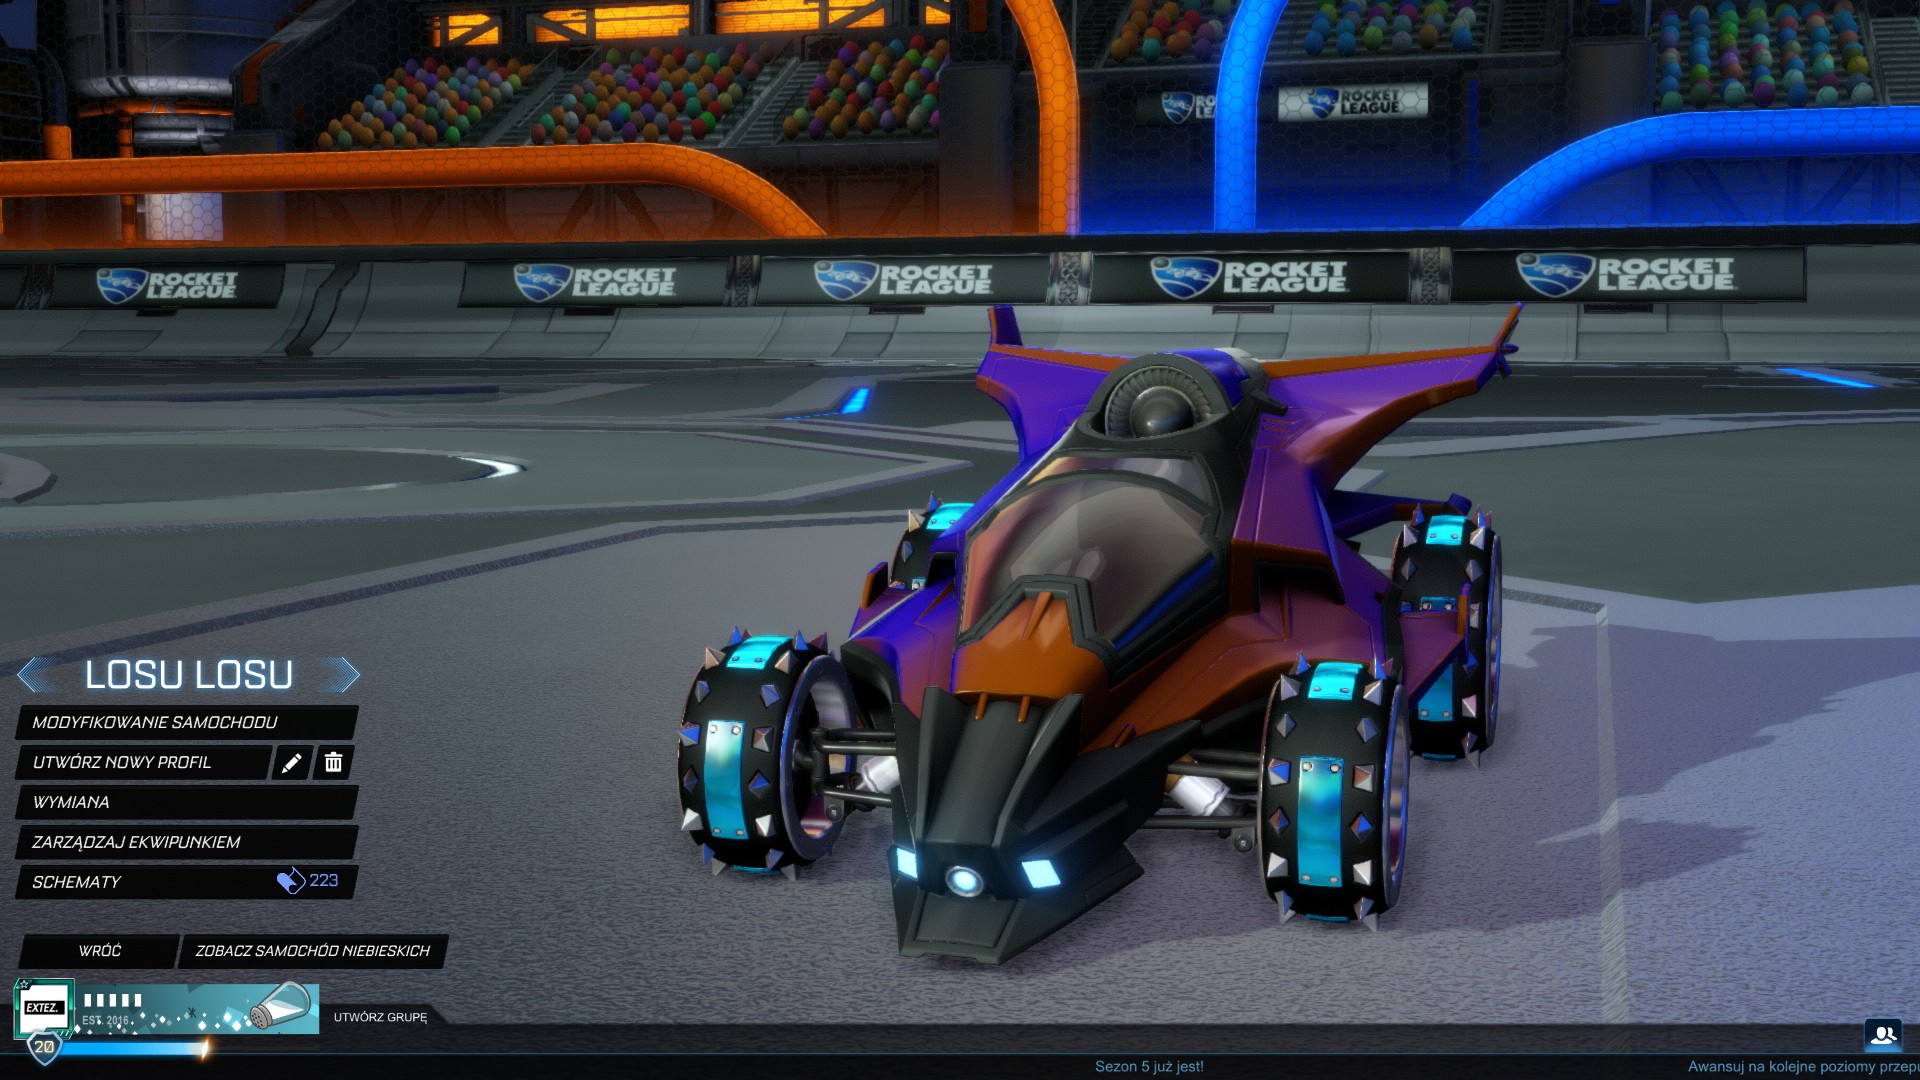 ROCKET
LEAGUE
ROCKET
LEAGUE
ROCKET
LEAGUE
ROCKET
LEAGUE
ROCKET
LEAGUE
ROCKET
LEAGUE
LOSU LOSU
MODYFIKOWANIE SAMOCHODU
UTWÓRZ NOWY PROFIL
WYMIANA
ZARZĄDZAJ EKWIPUNKIEM
SCHEMATY 223
WRÓĆ ZOBACZ SAMOCHÓD NIEBIESKICH
EXTEZ.
IIIII
EST. 2016
UTWÓRZ GRUPĘ
20
Sezon 5 już jest! Awansuj na kolejne poziomy przepu